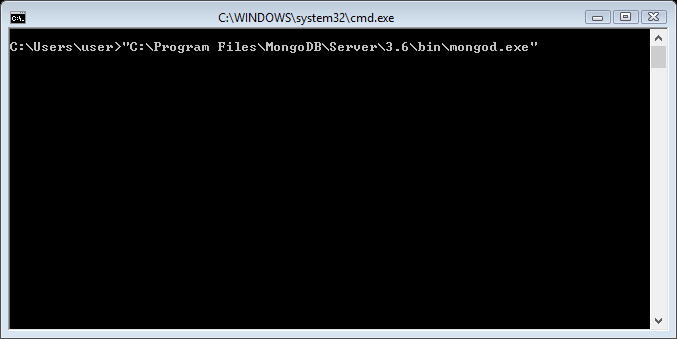 C:\WINDOWS\system32\cmd.exe
C:\Users\user>"C:\Program Files\MongoDB\Server\3.6\bin\mongod.exe"